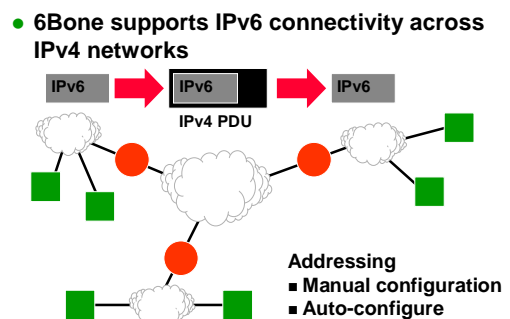 ● 6Bone supports IPv6 connectivity across
IPv4 networks
IPv6 IPv6 IPv6
IPv4 PDU
Addressing
■ Manual configuration
■ Auto-configure